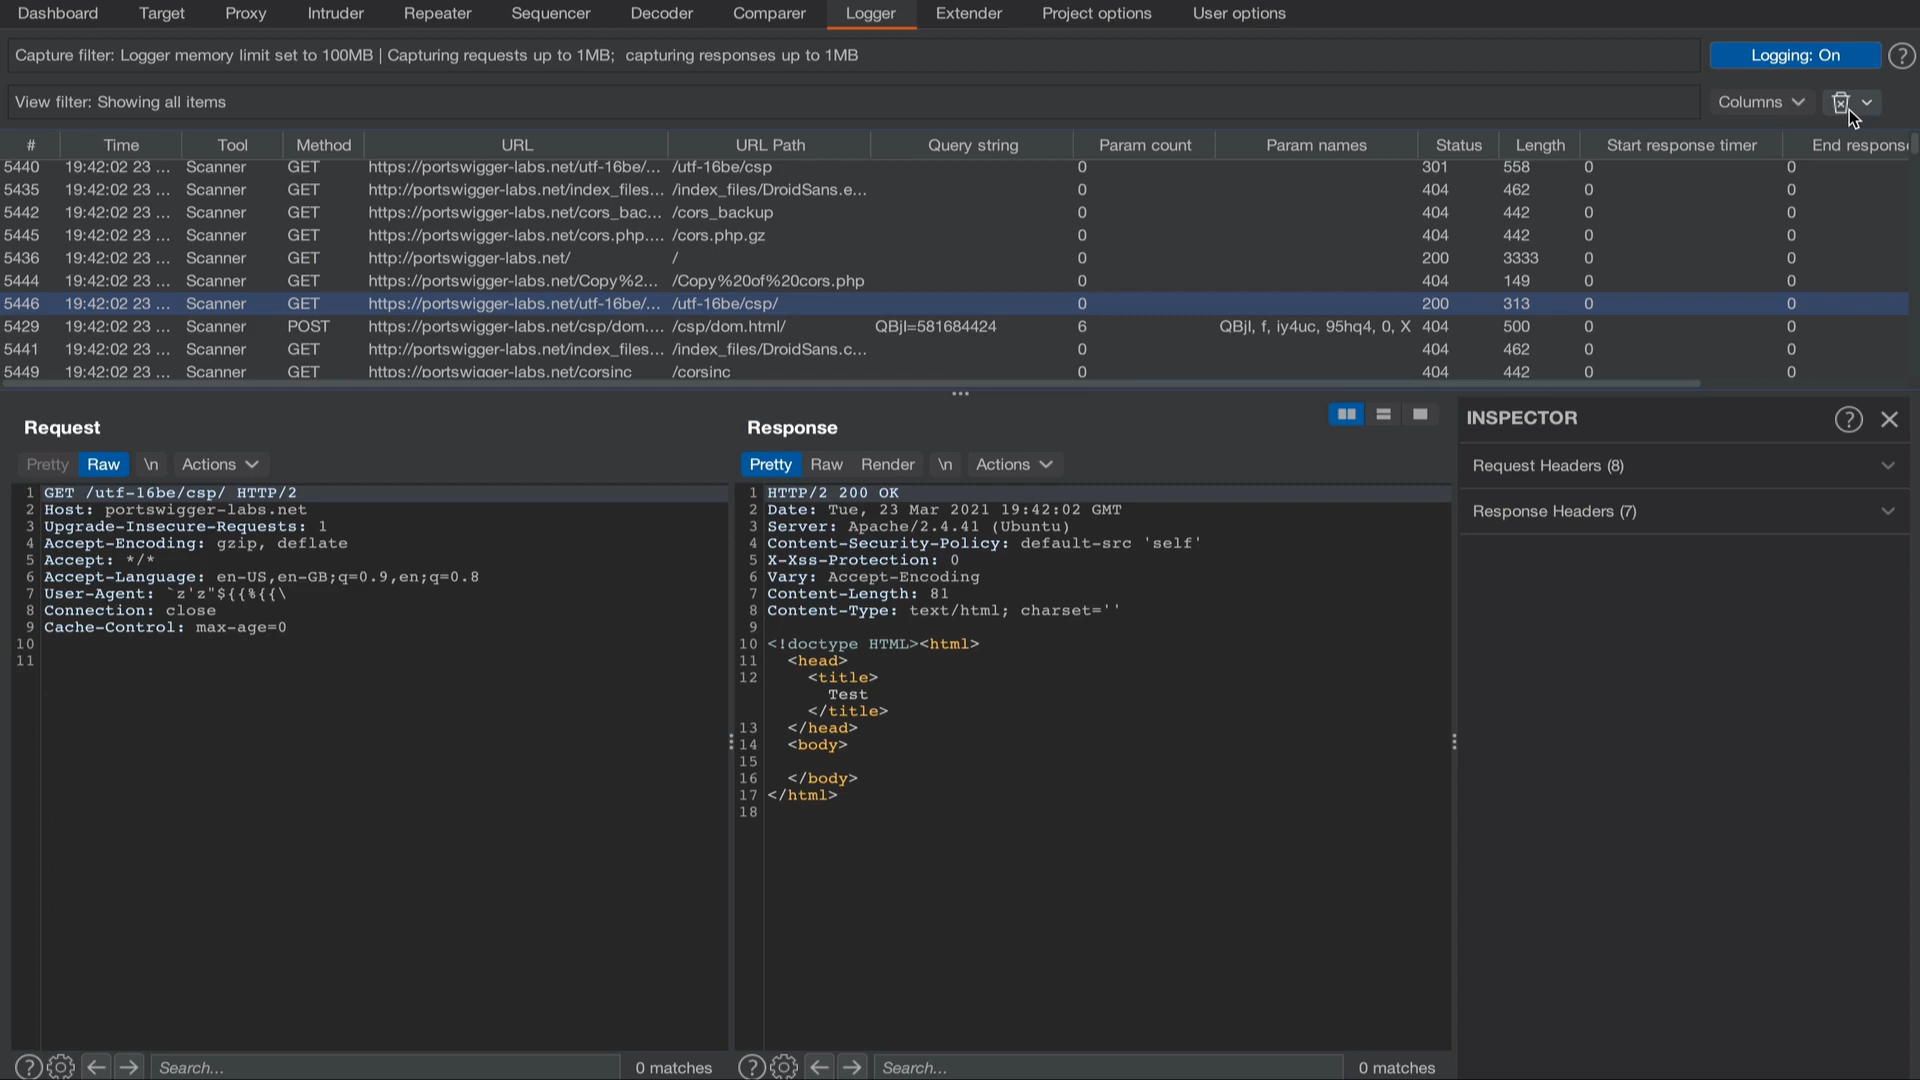 Dashboard Target Proxy Intruder Repeater Sequencer Decoder Comparer Logger Extender Project options User options
Capture filter: Logger memory limit set to 100MB | Capturing requests up to 1MB;  capturing responses up to 1MB Logging: On ?
View filter: Showing all items Columns
# Time Tool Method URL URL Path Query string Param count Param names Status Length Start response timer End response
5440 19:42:02 23 ... Scanner GET https://portswigger-labs.net/utf-16be/... /utf-16be/csp 0 301 558 0 0
5435 19:42:02 23 ... Scanner GET http://portswigger-labs.net/index_files... /index_files/DroidSans.e... 0 404 462 0 0
5442 19:42:02 23 ... Scanner GET https://portswigger-labs.net/cors_bac... /cors_backup 0 404 442 0 0
5445 19:42:02 23 ... Scanner GET https://portswigger-labs.net/cors.php.... /cors.php.gz 0 404 442 0 0
5436 19:42:02 23 ... Scanner GET http://portswigger-labs.net/ / 0 200 3333 0 0
5444 19:42:02 23 ... Scanner GET https://portswigger-labs.net/Copy%2... /Copy%20of%20cors.php 0 404 149 0 0
5446 19:42:02 23 ... Scanner GET https://portswigger-labs.net/utf-16be/... /utf-16be/csp/ 0 200 313 0 0
5429 19:42:02 23 ... Scanner POST https://portswigger-labs.net/csp/dom.... /csp/dom.html/ QBjI=581684424 6 QBjI, f, iy4uc, 95hq4, 0, X 404 500 0 0
5441 19:42:02 23 ... Scanner GET http://portswigger-labs.net/index_files... /index_files/DroidSans.c... 0 404 462 0 0
5449 19:42:02 23 ... Scanner GET https://portswigger-labs.net/corsinc /corsinc 0 404 442 0 0
Request
Pretty Raw \n Actions
1 GET /utf-16be/csp/ HTTP/2
2 Host: portswigger-labs.net
3 Upgrade-Insecure-Requests: 1
4 Accept-Encoding: gzip, deflate
5 Accept: */*
6 Accept-Language: en-US,en-GB;q=0.9,en;q=0.8
7 User-Agent: `z'z"${{%{{\
8 Connection: close
9 Cache-Control: max-age=0
10
11
? Search... 0 matches
Response
Pretty Raw Render \n Actions
1 HTTP/2 200 OK
2 Date: Tue, 23 Mar 2021 19:42:02 GMT
3 Server: Apache/2.4.41 (Ubuntu)
4 Content-Security-Policy: default-src 'self'
5 X-Xss-Protection: 0
6 Vary: Accept-Encoding
7 Content-Length: 81
8 Content-Type: text/html; charset=''
9
10 <!doctype HTML><html>
11 <head>
12 <title>
Test
</title>
13 </head>
14 <body>
15
16 </body>
17 </html>
18
? Search... 0 matches
INSPECTOR ?
Request Headers (8)
Response Headers (7)